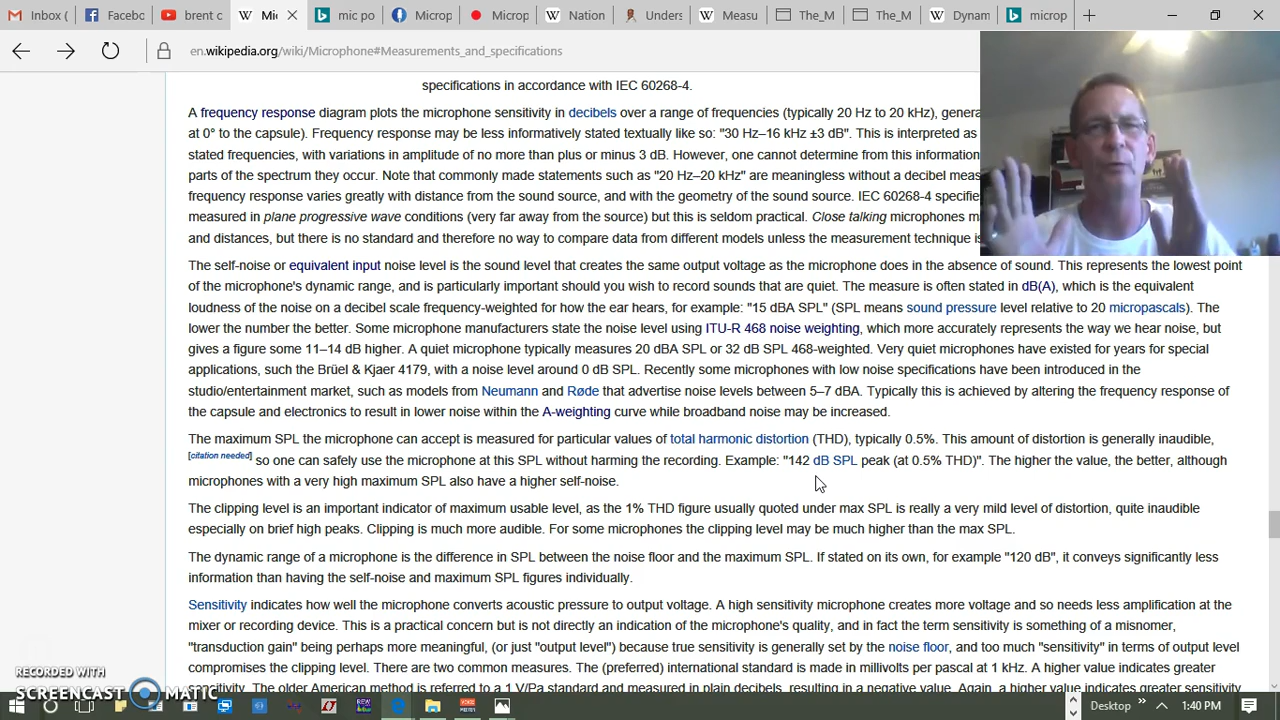 Inbox (
Facebc
brent c
Mic
mic po
Microp
Microp
Nation
Unders
Measu
The_M
The_M
Dynam
microp
en.wikipedia.org/wiki/Microphone#Measurements_and_specifications
specifications in accordance with IEC 60268-4.
A frequency response diagram plots the microphone sensitivity in decibels over a range of frequencies (typically 20 Hz to 20 kHz), genera
at 0° to the capsule). Frequency response may be less informatively stated textually like so: "30 Hz–16 kHz ±3 dB". This is interpreted as
stated frequencies, with variations in amplitude of no more than plus or minus 3 dB. However, one cannot determine from this information
parts of the spectrum they occur. Note that commonly made statements such as "20 Hz–20 kHz" are meaningless without a decibel meas
frequency response varies greatly with distance from the sound source, and with the geometry of the sound source. IEC 60268-4 specifie
measured in plane progressive wave conditions (very far away from the source) but this is seldom practical. Close talking microphones m
and distances, but there is no standard and therefore no way to compare data from different models unless the measurement technique is
The self-noise or equivalent input noise level is the sound level that creates the same output voltage as the microphone does in the absence of sound. This represents the lowest point
of the microphone's dynamic range, and is particularly important should you wish to record sounds that are quiet. The measure is often stated in dB(A), which is the equivalent
loudness of the noise on a decibel scale frequency-weighted for how the ear hears, for example: "15 dBA SPL" (SPL means sound pressure level relative to 20 micropascals). The
lower the number the better. Some microphone manufacturers state the noise level using ITU-R 468 noise weighting, which more accurately represents the way we hear noise, but
gives a figure some 11–14 dB higher. A quiet microphone typically measures 20 dBA SPL or 32 dB SPL 468-weighted. Very quiet microphones have existed for years for special
applications, such the Brüel & Kjaer 4179, with a noise level around 0 dB SPL. Recently some microphones with low noise specifications have been introduced in the
studio/entertainment market, such as models from Neumann and Røde that advertise noise levels between 5–7 dBA. Typically this is achieved by altering the frequency response of
the capsule and electronics to result in lower noise within the A-weighting curve while broadband noise may be increased.
The maximum SPL the microphone can accept is measured for particular values of total harmonic distortion (THD), typically 0.5%. This amount of distortion is generally inaudible,
[citation needed] so one can safely use the microphone at this SPL without harming the recording. Example: "142 dB SPL peak (at 0.5% THD)". The higher the value, the better, although
microphones with a very high maximum SPL also have a higher self-noise.
The clipping level is an important indicator of maximum usable level, as the 1% THD figure usually quoted under max SPL is really a very mild level of distortion, quite inaudible
especially on brief high peaks. Clipping is much more audible. For some microphones the clipping level may be much higher than the max SPL.
The dynamic range of a microphone is the difference in SPL between the noise floor and the maximum SPL. If stated on its own, for example "120 dB", it conveys significantly less
information than having the self-noise and maximum SPL figures individually.
Sensitivity indicates how well the microphone converts acoustic pressure to output voltage. A high sensitivity microphone creates more voltage and so needs less amplification at the
mixer or recording device. This is a practical concern but is not directly an indication of the microphone's quality, and in fact the term sensitivity is something of a misnomer,
"transduction gain" being perhaps more meaningful, (or just "output level") because true sensitivity is generally set by the noise floor, and too much "sensitivity" in terms of output level
compromises the clipping level. There are two common measures. The (preferred) international standard is made in millivolts per pascal at 1 kHz. A higher value indicates greater
sensitivity. The older American method is referred to a 1 V/Pa standard and measured in plain decibels, resulting in a negative value. Again, a higher value indicates greater sensitivity
RECORDED WITH
SCREENCAST MATIC
Desktop
1:40 PM